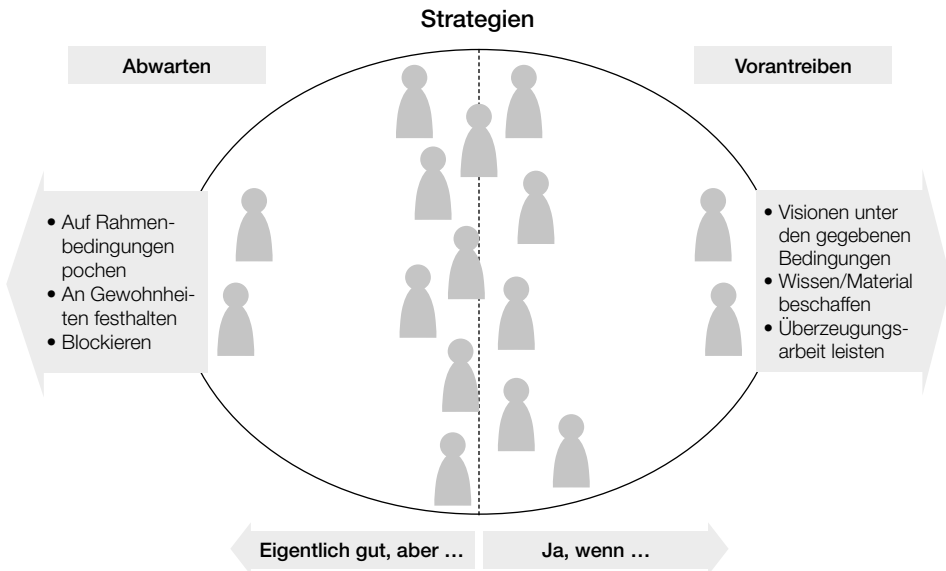 Strategien
Abwarten
Vorantreiben
• Auf Rahmen-
bedingungen
pochen
• An Gewohnhei-
ten festhalten
• Blockieren
• Visionen unter
den gegebenen
Bedingungen
• Wissen/Material
beschaffen
• Überzeugungs-
arbeit leisten
Eigentlich gut, aber …
Ja, wenn …